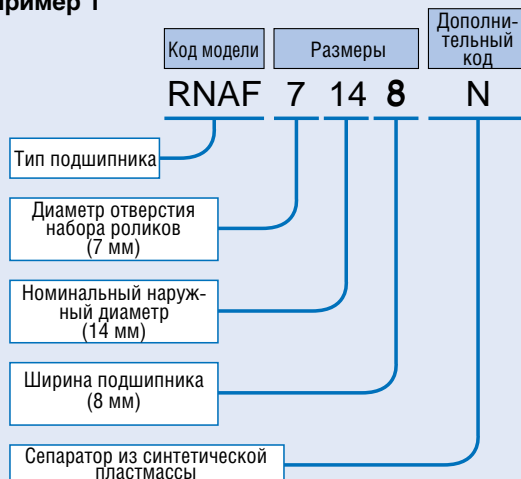 ример 1
Код модели
Размеры
Дополни-
тельный
код
RNAF 7 14 8 N
Тип подшипника
Диаметр отверстия
набора роликов
(7 мм)
Номинальный наруж-
ный диаметр
(14 мм)
Ширина подшипника
(8 мм)
Сепаратор из синтетической
пластмассы